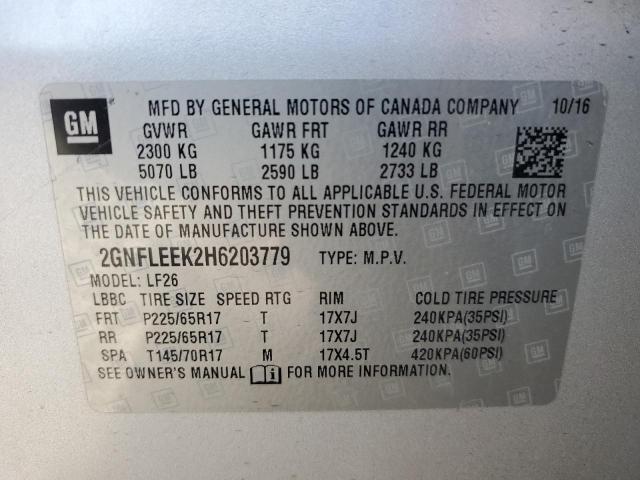 GM MFD BY GENERAL MOTORS OF CANADA COMPANY 10/16
GVWR GAWR FRT GAWR RR
2300 KG 1175 KG 1240 KG
5070 LB 2590 LB 2733 LB
THIS VEHICLE CONFORMS TO ALL APPLICABLE U.S. FEDERAL MOTOR
VEHICLE SAFETY AND THEFT PREVENTION STANDARDS IN EFFECT ON
THE DATE OF MANUFACTURE SHOWN ABOVE.
2GNFLEEK2H6203779 TYPE: M.P.V.
MODEL: LF26
LBBC TIRE SIZE SPEED RTG RIM COLD TIRE PRESSURE
FRT P225/65R17 T 17X7J 240KPA(35PSI)
RR P225/65R17 T 17X7J 240KPA(35PSI)
SPA T145/70R17 M 17X4.5T 420KPA(60PSI)
SEE OWNER'S MANUAL i FOR MORE INFORMATION.